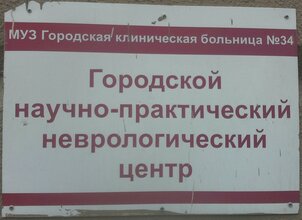 МУЗ Городская клиническая больница №34
Городской
научно-практический
неврологический
центр